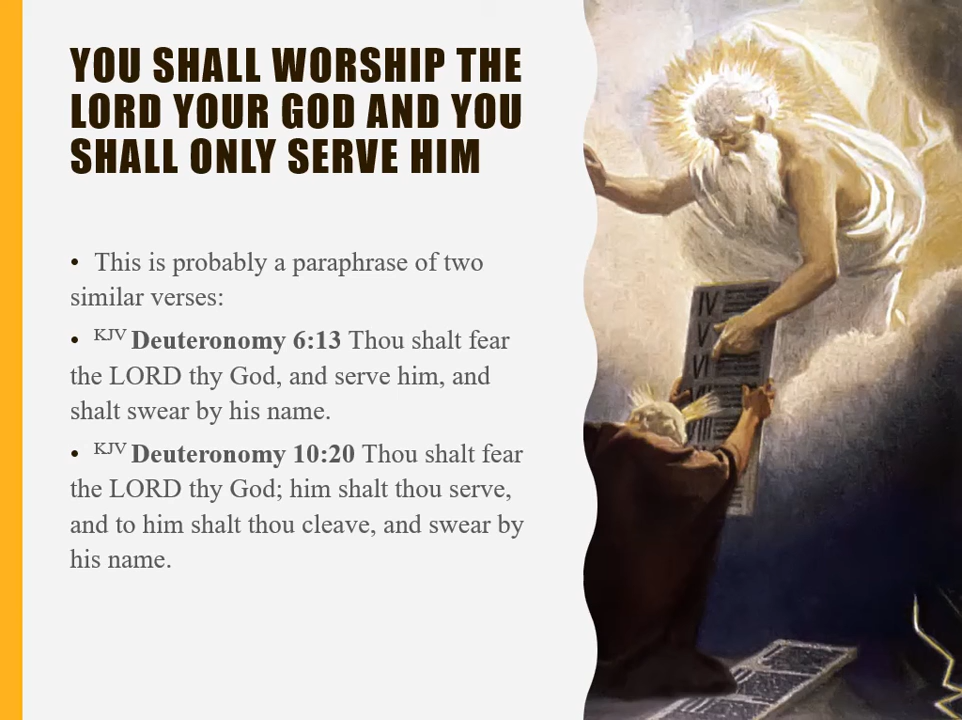 YOU SHALL WORSHIP THE
LORD YOUR GOD AND YOU
SHALL ONLY SERVE HIM
• This is probably a paraphrase of two
similar verses:
• KJV Deuteronomy 6:13 Thou shalt fear
the LORD thy God, and serve him, and
shalt swear by his name.
• KJV Deuteronomy 10:20 Thou shalt fear
the LORD thy God; him shalt thou serve,
and to him shalt thou cleave, and swear by
his name.
IV
V
VI